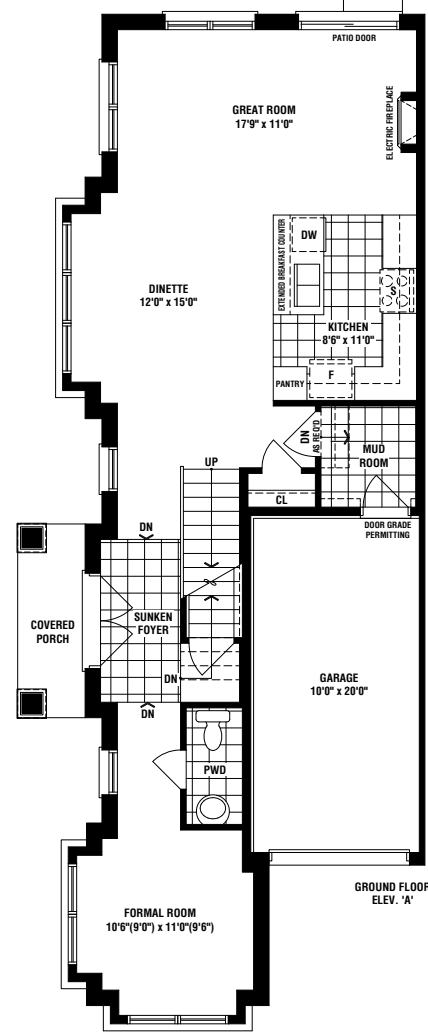 PATIO DOOR
GREAT ROOM
17'9" x 11'0"
ELECTRIC FIREPLACE
EXTENDED BREAKFAST COUNTER
DW
DINETTE
12'0" x 15'0"
S
KITCHEN
8'6" x 11'0"
PANTRY
F
DN
AS REQ'D
MUD
ROOM
UP
CL
DOOR GRADE
PERMITTING
DN
COVERED
PORCH
SUNKEN
FOYER
DN
DN
GARAGE
10'0" x 20'0"
PWD
GROUND FLOOR
ELEV. 'A'
FORMAL ROOM
10'6"(9'0") x 11'0"(9'6")